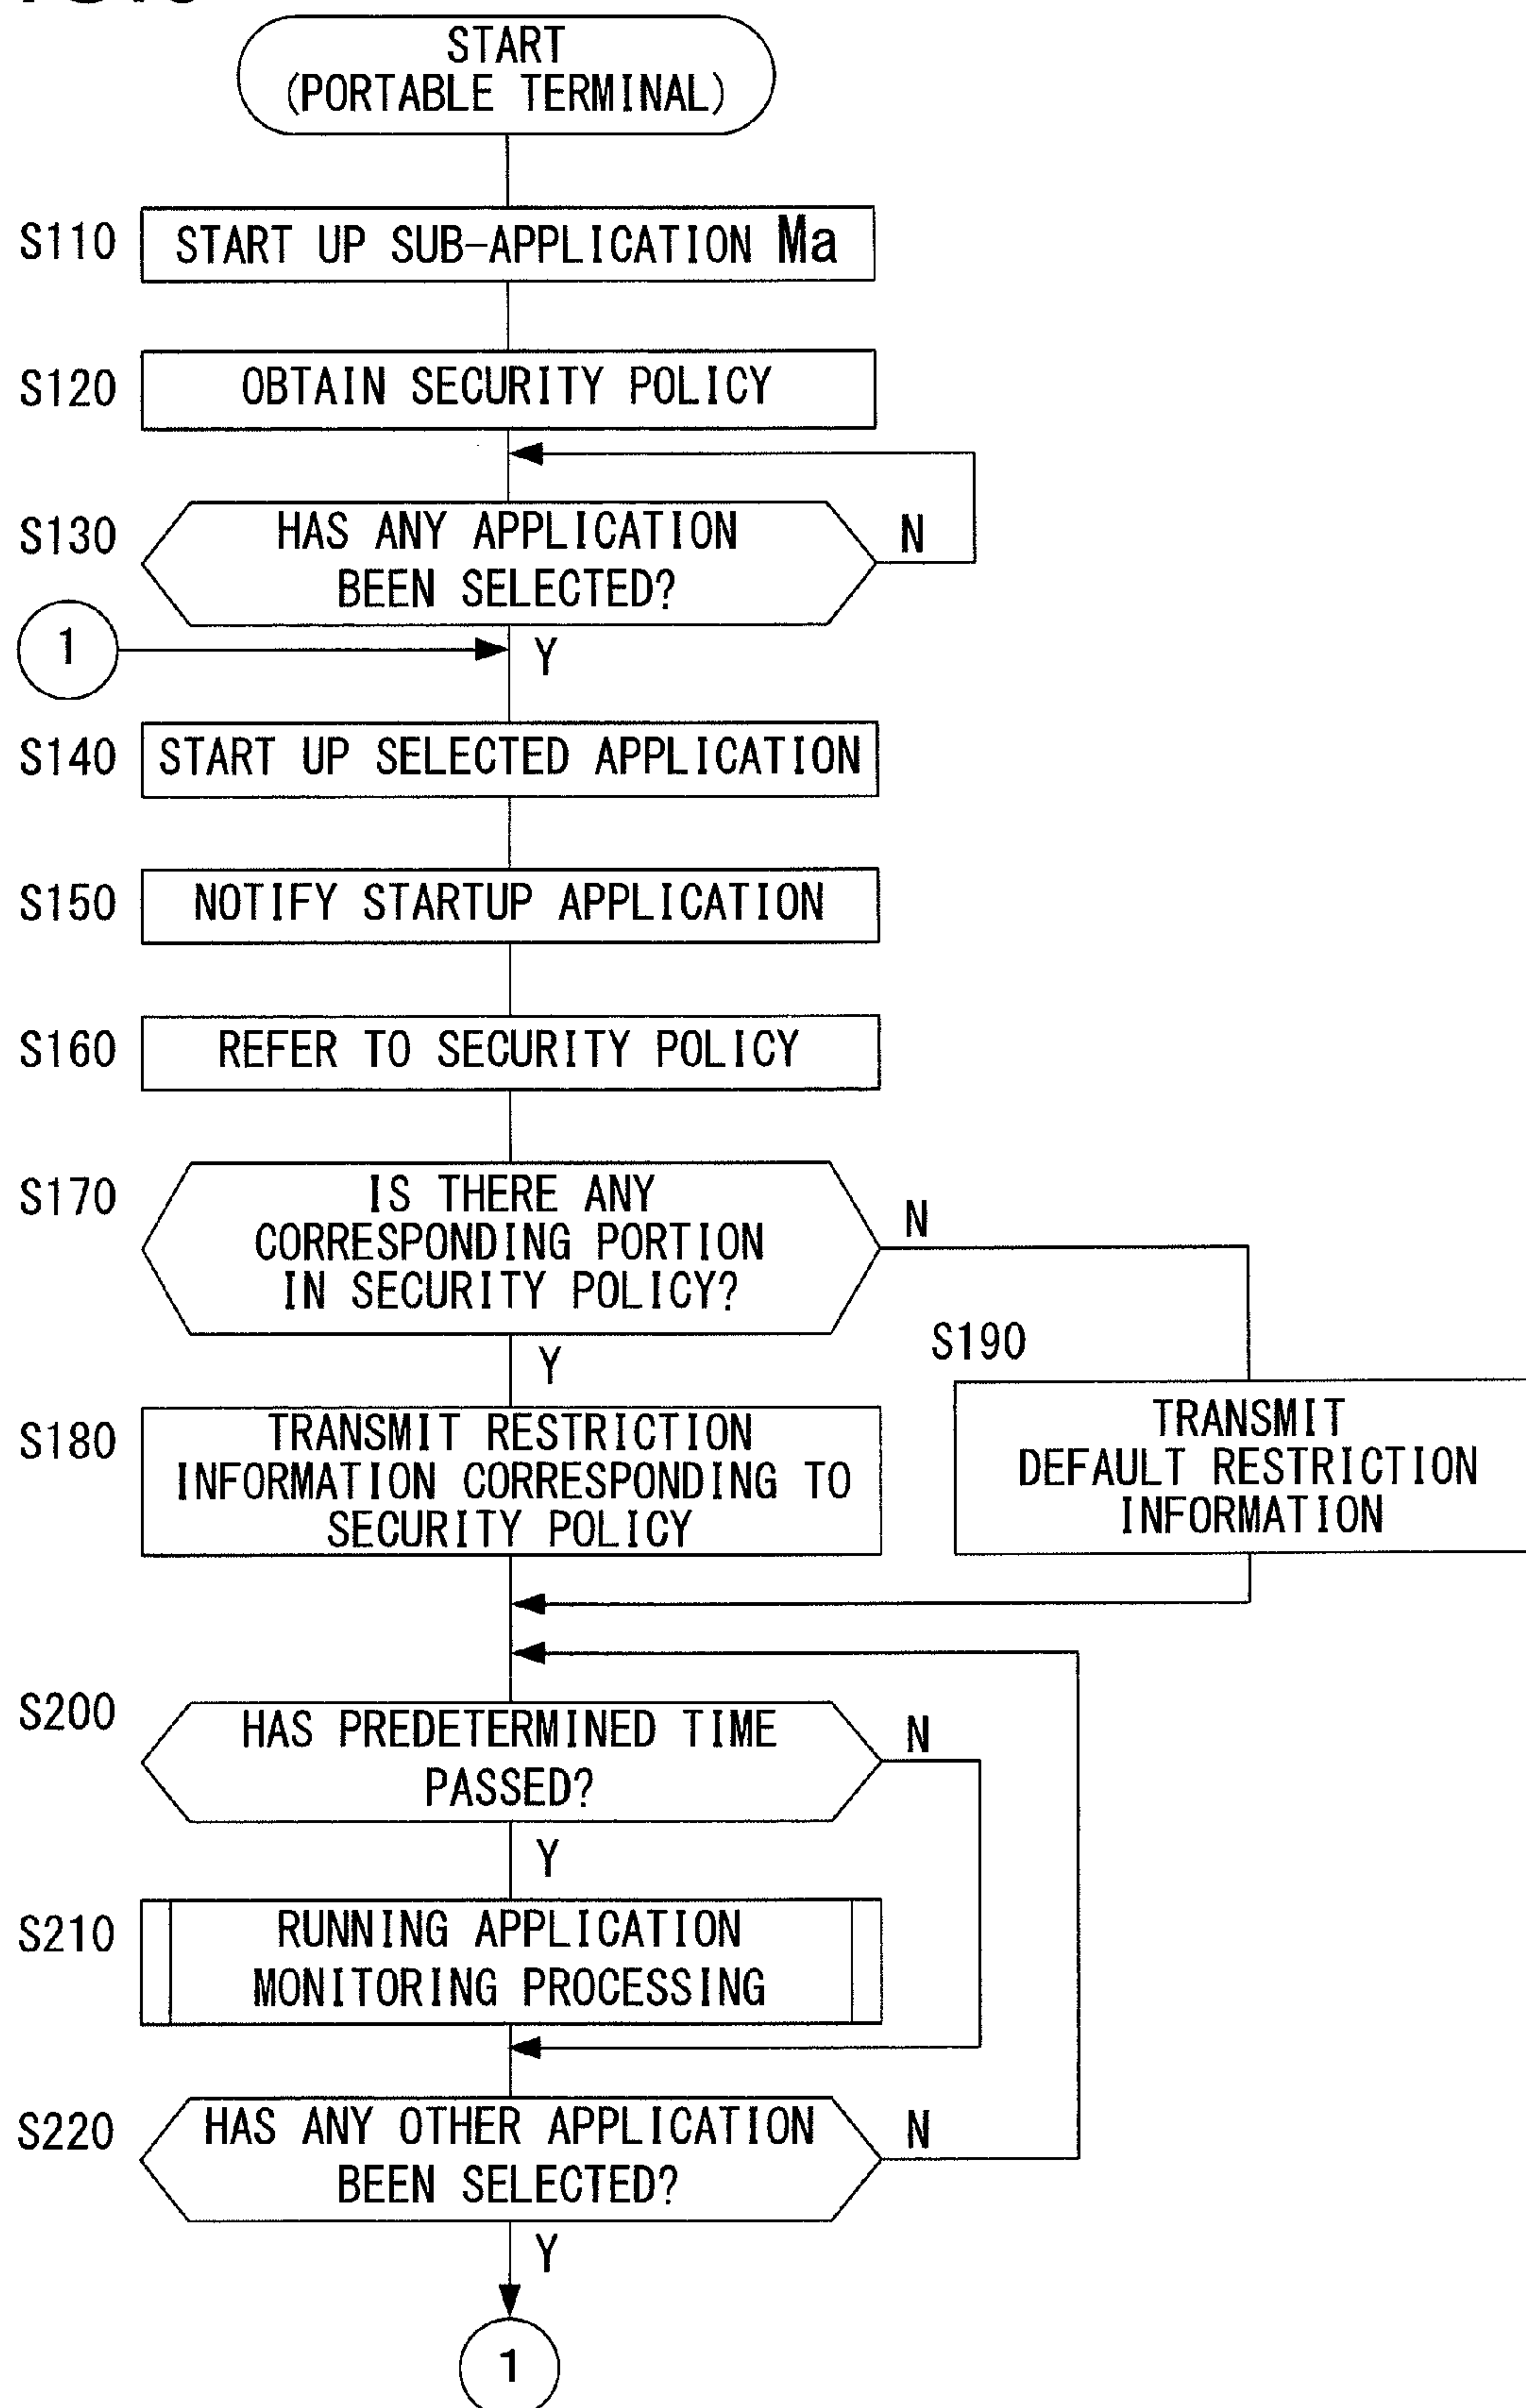 START
(PORTABLE TERMINAL)
S110
START UP SUB-APPLICATION Ma
S120
OBTAIN SECURITY POLICY
S130
HAS ANY APPLICATION
BEEN SELECTED?
N
1
Y
S140
START UP SELECTED APPLICATION
S150
NOTIFY STARTUP APPLICATION
S160
REFER TO SECURITY POLICY
S170
IS THERE ANY
CORRESPONDING PORTION
IN SECURITY POLICY?
N
Y
S180
TRANSMIT RESTRICTION
INFORMATION CORRESPONDING TO
SECURITY POLICY
S190
TRANSMIT
DEFAULT RESTRICTION
INFORMATION
S200
HAS PREDETERMINED TIME
PASSED?
N
Y
S210
RUNNING APPLICATION
MONITORING PROCESSING
S220
HAS ANY OTHER APPLICATION
BEEN SELECTED?
N
Y
1